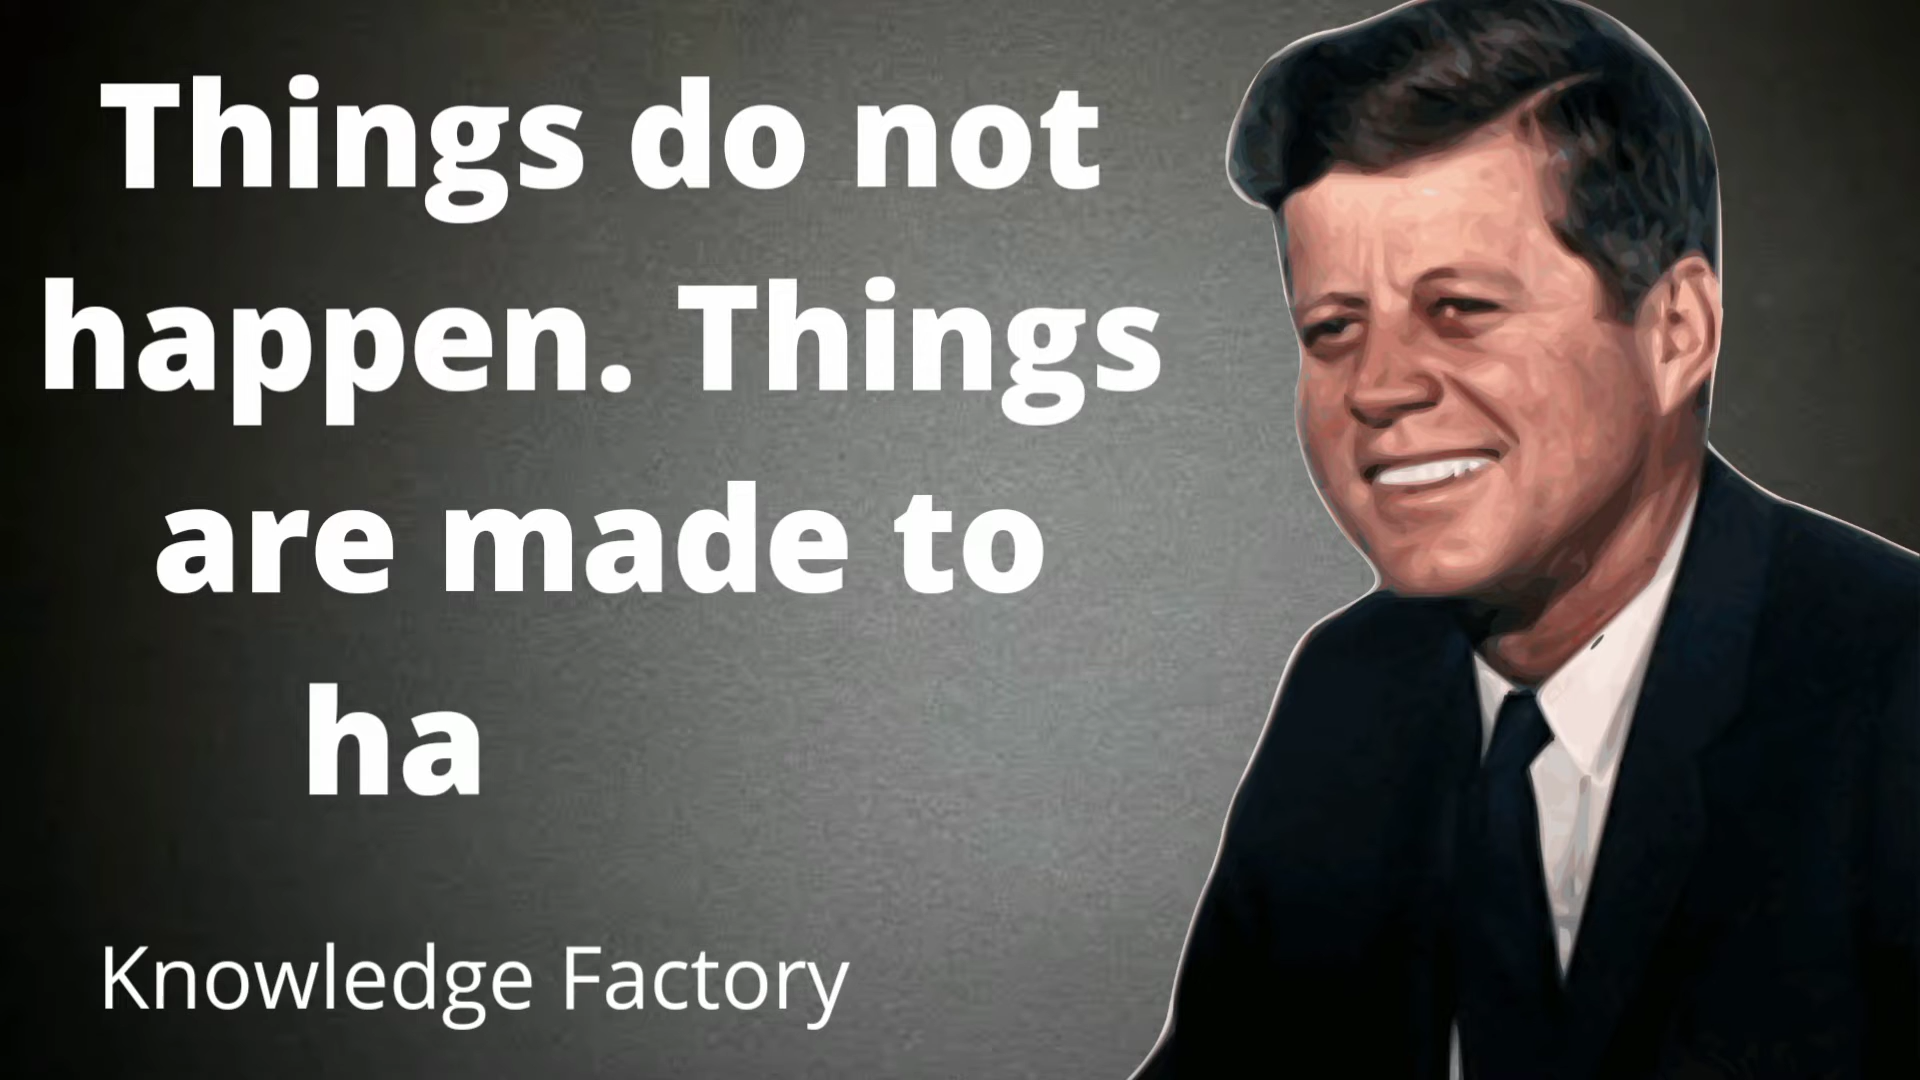 Things do not
happen. Things
are made to
ha
Knowledge Factory